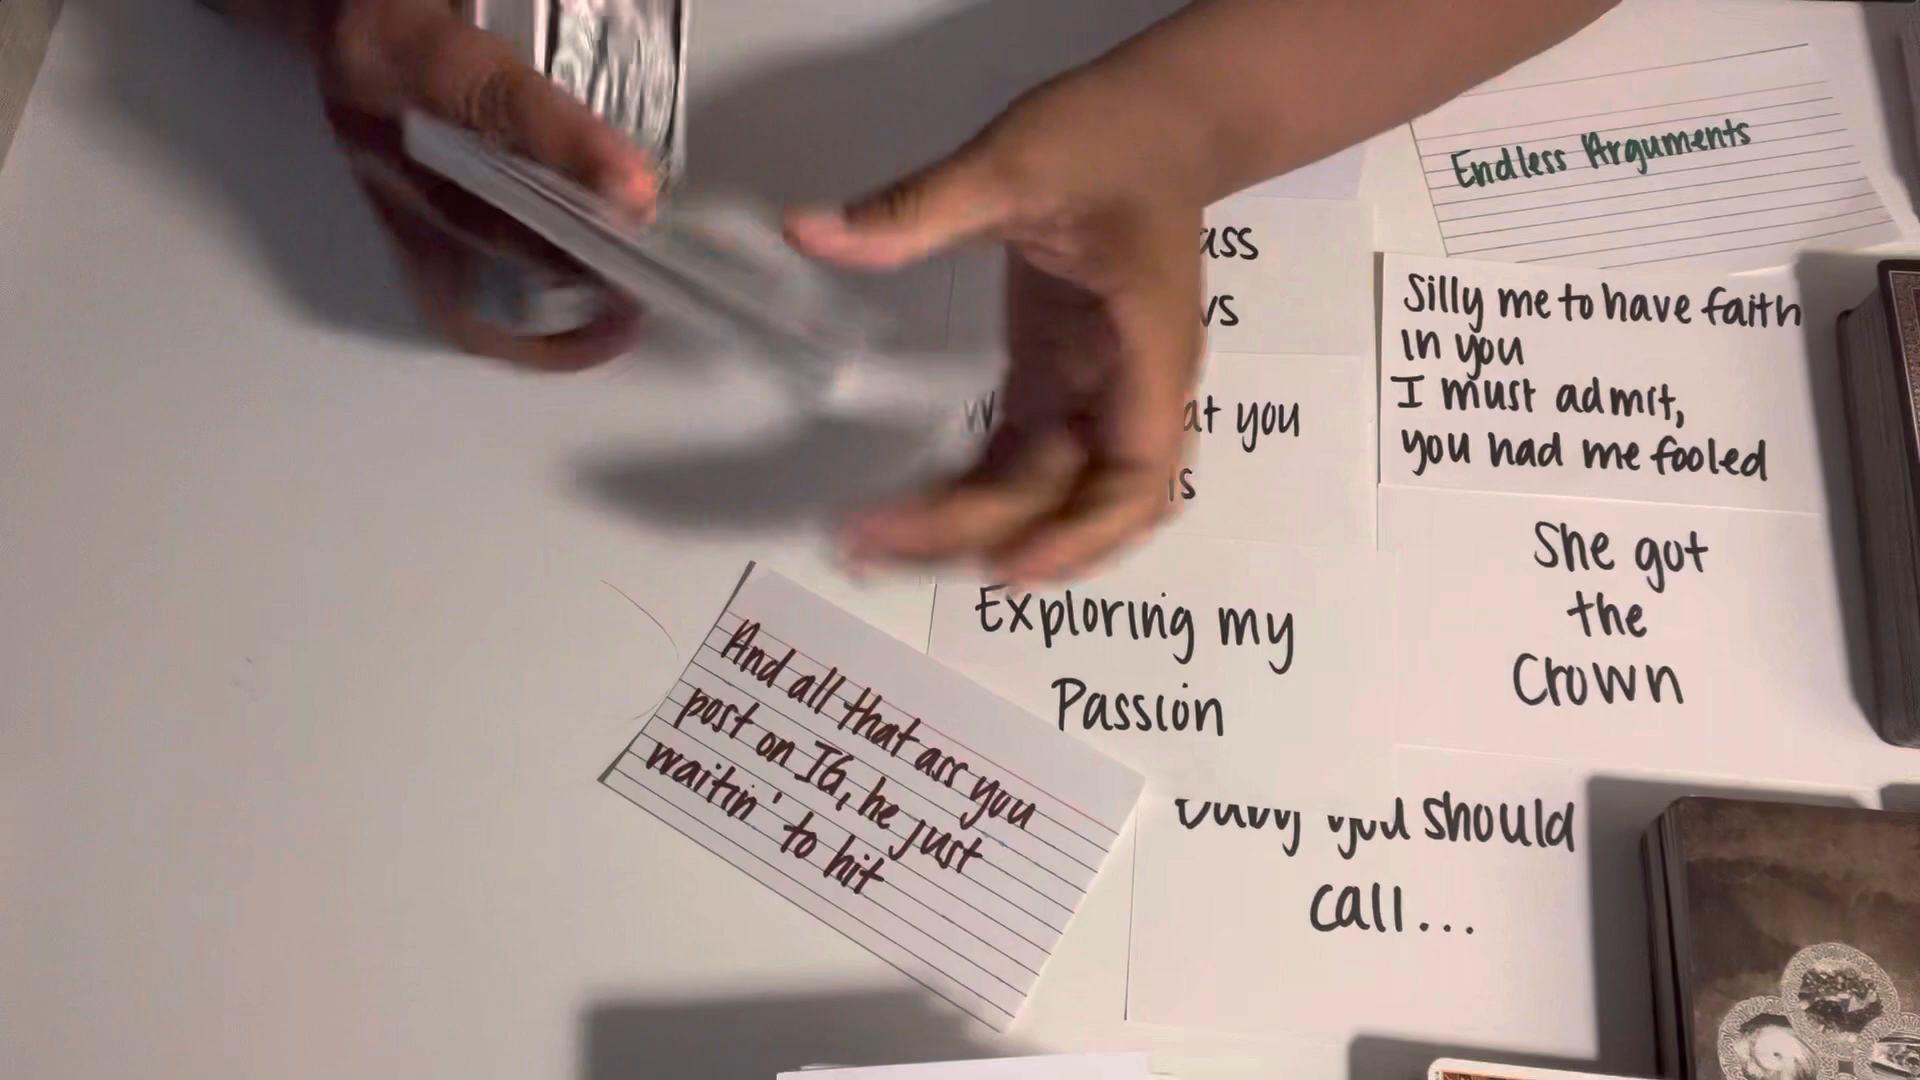 Endless Arguments
Silly me to have faith
in you
I must admit,
you had me fooled
at you
She got
the
Crown
Exploring my
Passion
And all that ass you
post on IG, he just
waitin' to hit
you should
call...